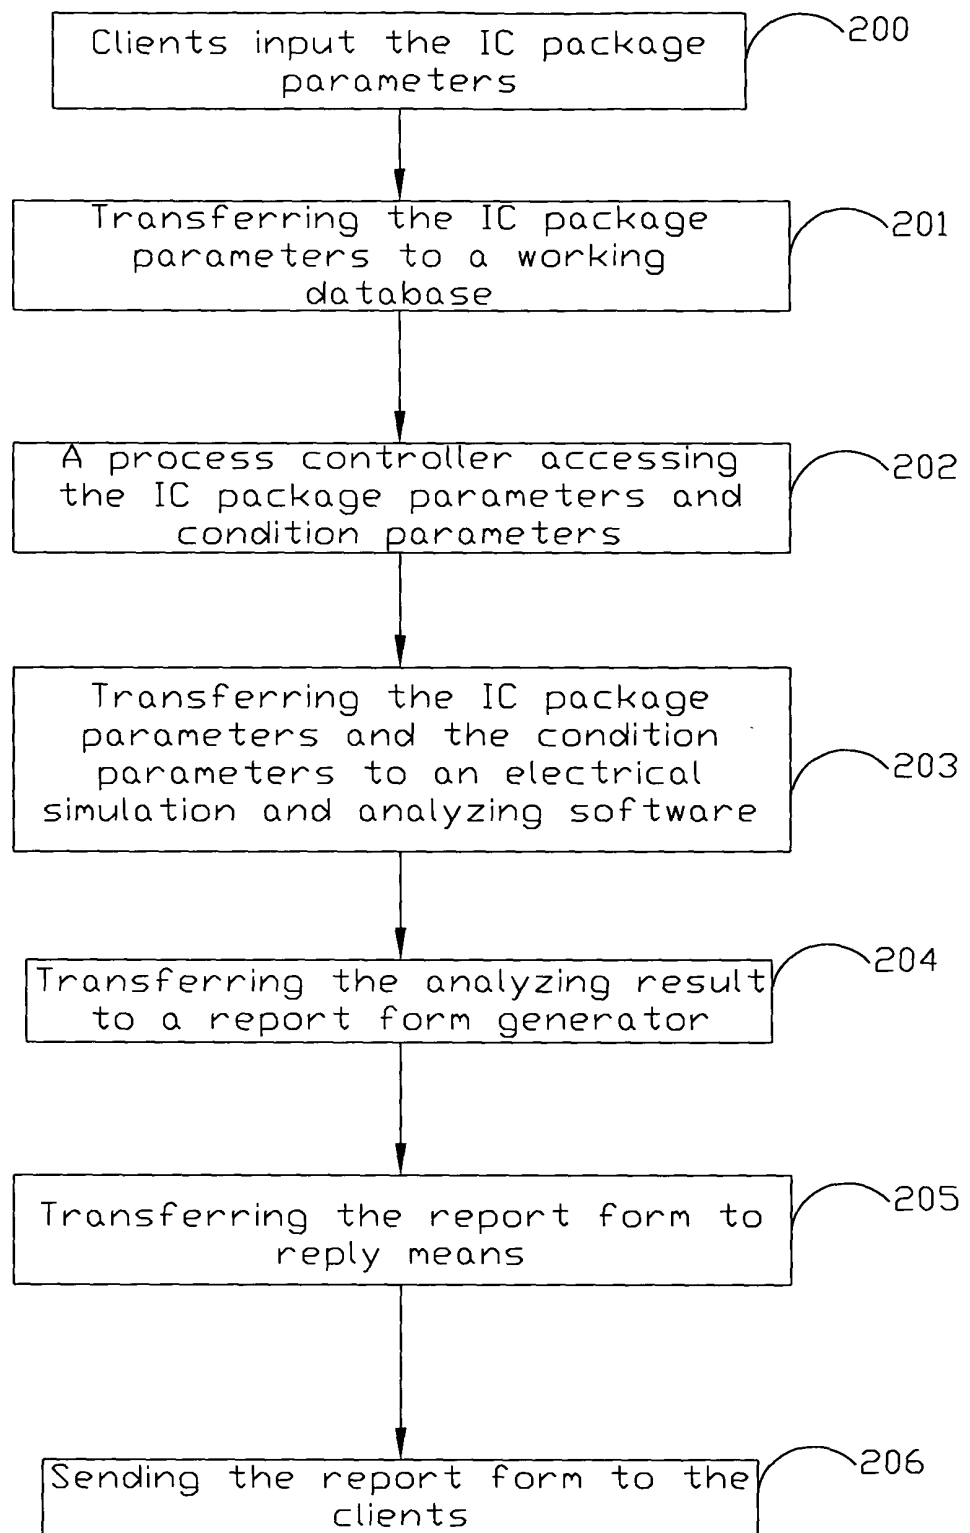 Clients input the IC package
parameters
200
Transferring the IC package
parameters to a working
database
201
A process controller accessing
the IC package parameters and
condition parameters
202
Transferring the IC package
parameters and the condition
parameters to an electrical
simulation and analyzing software
203
Transferring the analyzing result
to a report form generator
204
Transferring the report form to
reply means
205
Sending the report form to the
clients
206